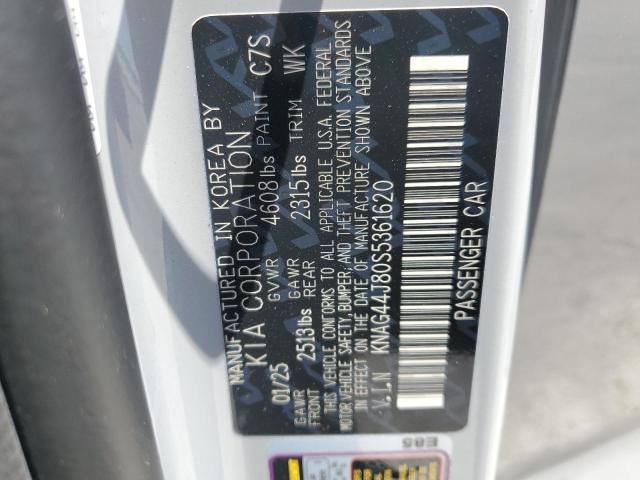 MANUFACTURED IN KOREA BY
KIA CORPORATION
01/25 GVWR 4608lbs PAINT C7S
GAWR FRONT 2513lbs GAWR REAR 2315lbs TRIM WK
THIS VEHICLE CONFORMS TO ALL APPLICABLE U.S.A. FEDERAL
MOTOR VEHICLE SAFETY, BUMPER, AND THEFT PREVENTION STANDARDS
IN EFFECT ON THE DATE OF MANUFACTURE SHOWN ABOVE
V.I.N KNAG44J80S5361620
PASSENGER CAR
E05